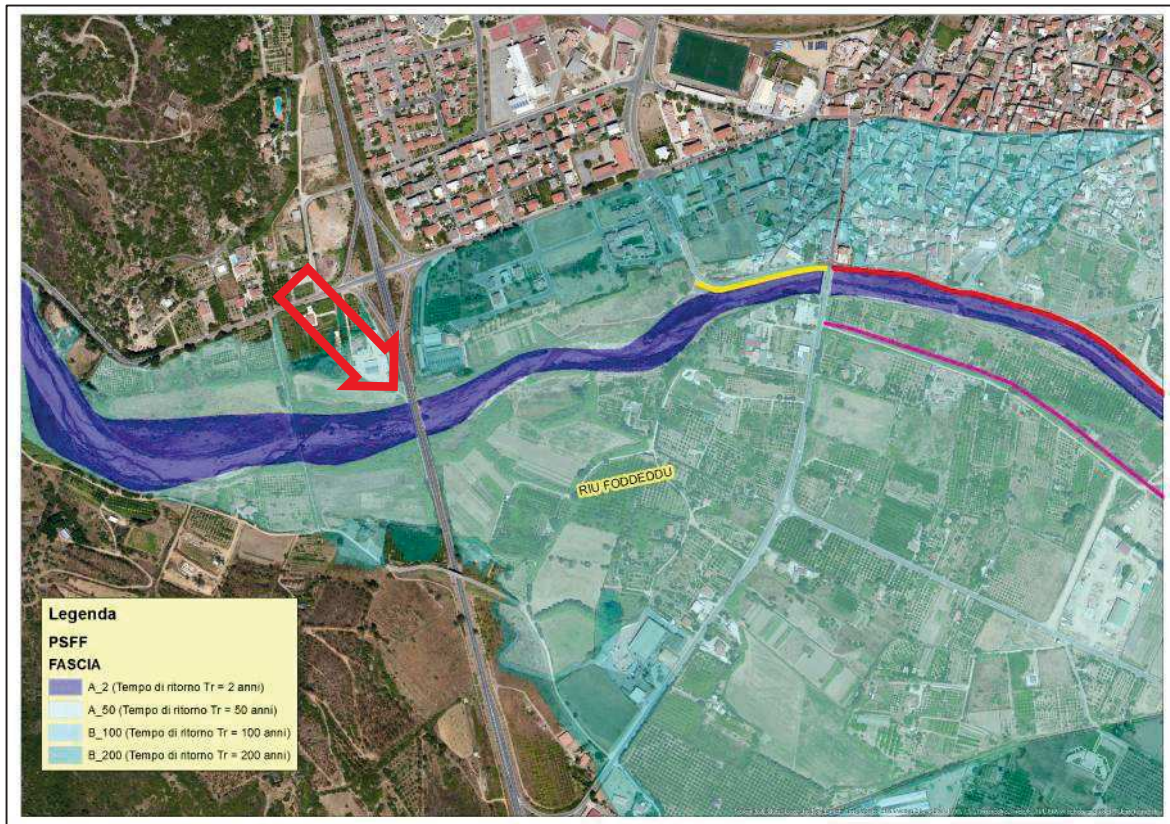 RIU FODDEDDU
Legenda
PSFF
FASCIA
A_2 (Tempo di ritorno Tr = 2 anni)
A_50 (Tempo di ritorno Tr = 50 anni)
B_100 (Tempo di ritorno Tr = 100 anni)
B_200 (Tempo di ritorno Tr = 200 anni)